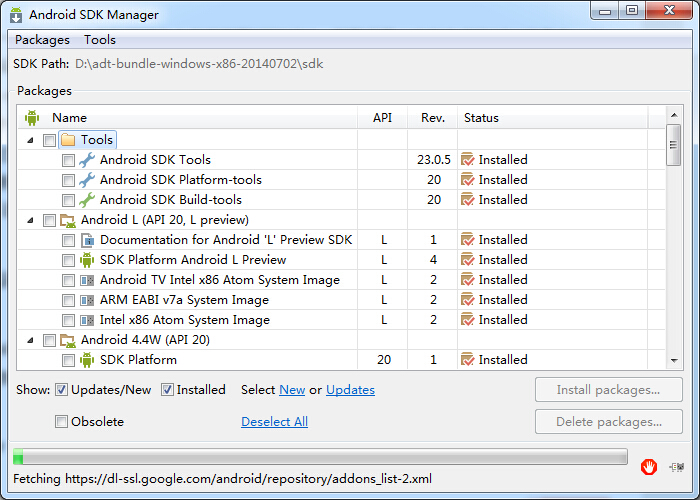 Android SDK Manager
Packages Tools
SDK Path: D:\adt-bundle-windows-x86-20140702\sdk
Packages
Name API Rev. Status
Tools
Android SDK Tools 23.0.5 Installed
Android SDK Platform-tools 20 Installed
Android SDK Build-tools 20 Installed
Android L (API 20, L preview)
Documentation for Android 'L' Preview SDK L 1 Installed
SDK Platform Android L Preview L 4 Installed
Android TV Intel x86 Atom System Image L 2 Installed
ARM EABI v7a System Image L 2 Installed
Intel x86 Atom System Image L 2 Installed
Android 4.4W (API 20)
SDK Platform 20 1 Installed
Show: Updates/New Installed Select New or Updates Install packages...
Obsolete Deselect All Delete packages...
Fetching https://dl-ssl.google.com/android/repository/addons_list-2.xml